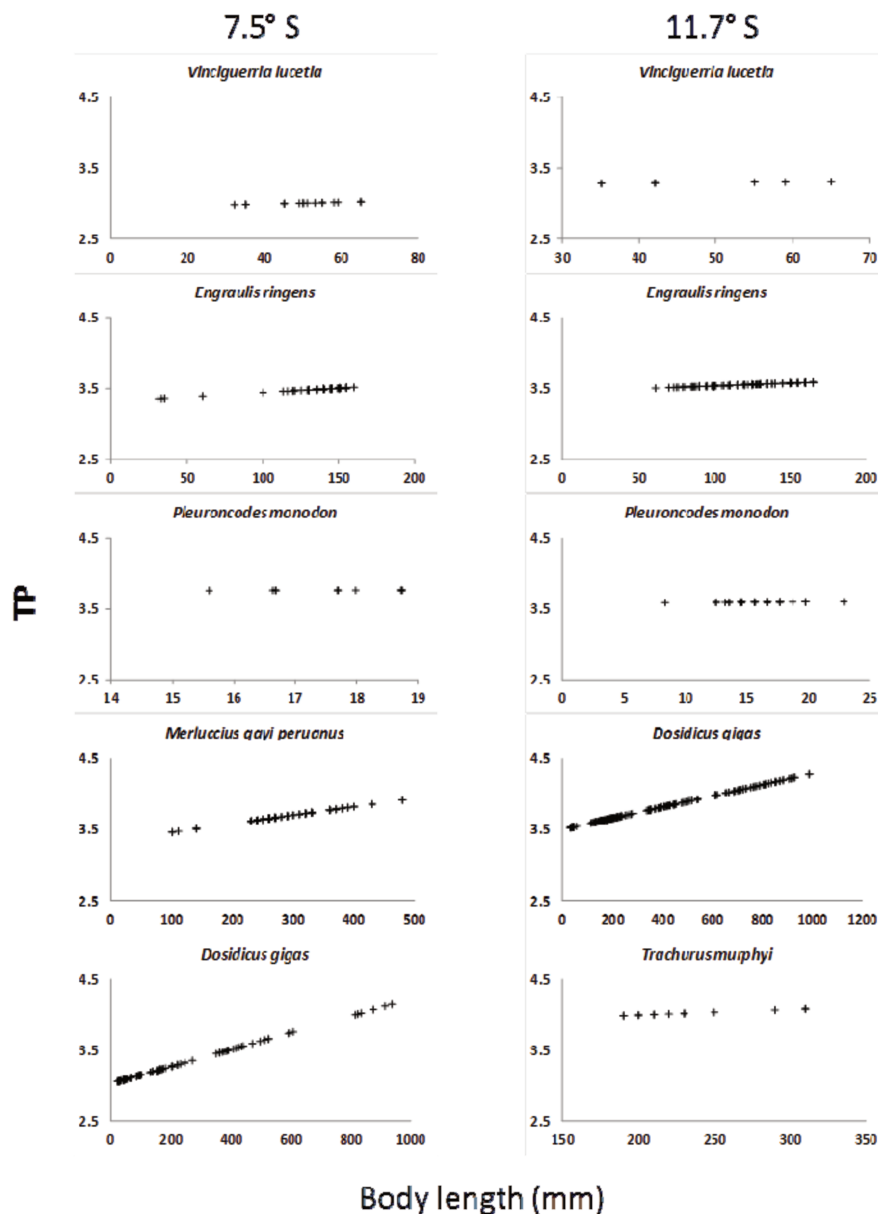 7.5° S
11.7° S
Vinciguerria lucetia
4.5
3.5
2.5
0 20 40 60 80
Vinciguerria lucetia
4.5
3.5
2.5
30 40 50 60 70
Engraulis ringens
4.5
3.5
2.5
0 50 100 150 200
Engraulis ringens
4.5
3.5
2.5
0 50 100 150 200
Pleuroncodes monodon
4.5
3.5
2.5
14 15 16 17 18 19
Pleuroncodes monodon
4.5
3.5
2.5
0 5 10 15 20 25
TP
Merluccius gayi peruanus
4.5
3.5
2.5
0 100 200 300 400 500
Dosidicus gigas
4.5
3.5
2.5
0 200 400 600 800 1000 1200
Dosidicus gigas
4.5
3.5
2.5
0 200 400 600 800 1000
Trachurus murphyi
4.5
3.5
2.5
150 200 250 300 350
Body length (mm)